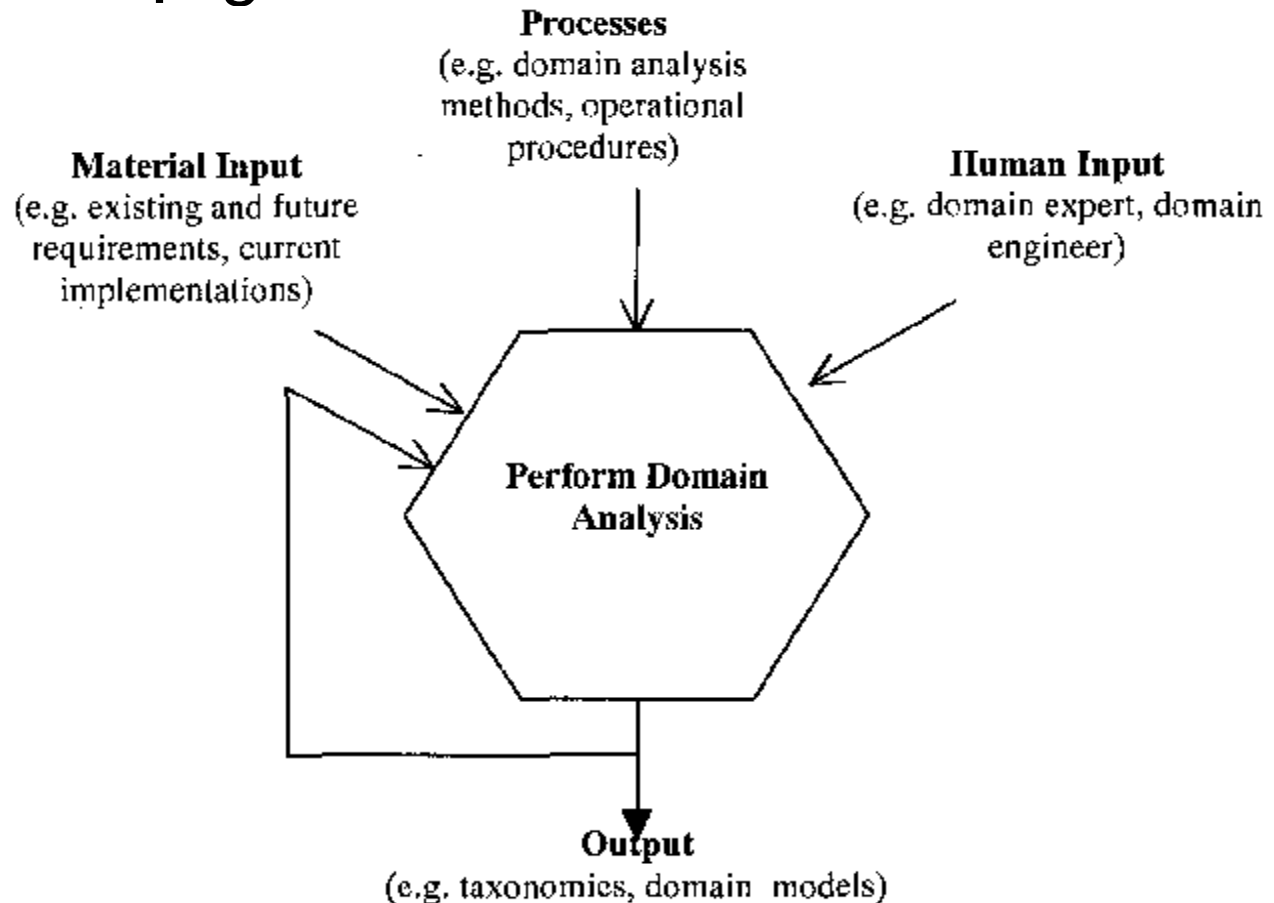 Processes
(e.g. domain analysis
methods, operational
procedures)
Material Input
(e.g. existing and future
requirements, current
implementations)
Human Input
(e.g. domain expert, domain
engineer)
Perform Domain
Analysis
Output
(e.g. taxonomies, domain models)